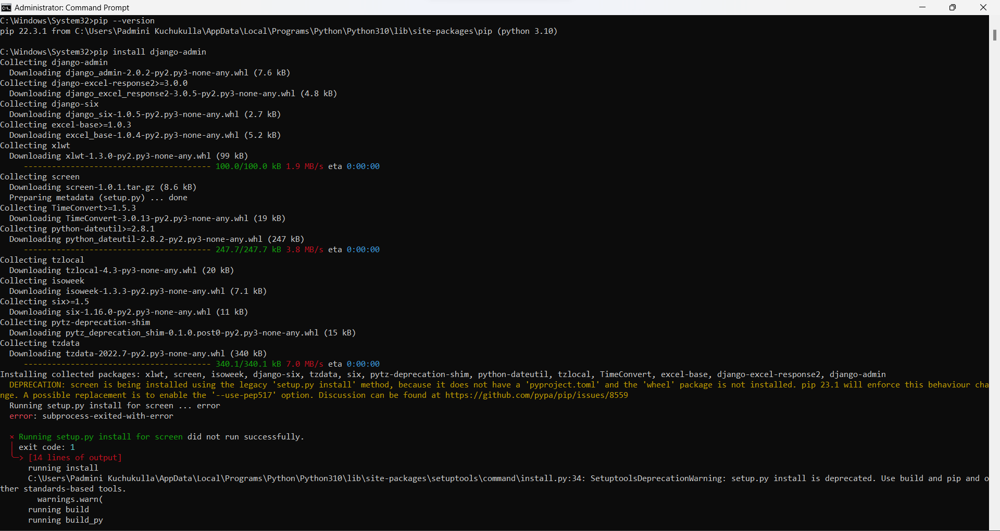 Administrator: Command Prompt
C:\Windows\System32>pip --version
pip 22.3.1 from C:\Users\Padmini Kuchukulla\AppData\Local\Programs\Python\Python310\lib\site-packages\pip (python 3.10)
C:\Windows\System32>pip install django-admin
Collecting django-admin
  Downloading django_admin-2.0.2-py2.py3-none-any.whl (7.6 kB)
Collecting django-excel-response2>=3.0.0
  Downloading django_excel_response2-3.0.5-py2.py3-none-any.whl (4.8 kB)
Collecting django-six
  Downloading django_six-1.0.5-py2.py3-none-any.whl (2.7 kB)
Collecting excel-base>=1.0.3
  Downloading excel_base-1.0.4-py2.py3-none-any.whl (5.2 kB)
Collecting xlwt
  Downloading xlwt-1.3.0-py2.py3-none-any.whl (99 kB)
     ---------------------------------------- 100.0/100.0 kB 1.9 MB/s eta 0:00:00
Collecting screen
  Downloading screen-1.0.1.tar.gz (8.6 kB)
  Preparing metadata (setup.py) ... done
Collecting TimeConvert>=1.5.3
  Downloading TimeConvert-3.0.13-py2.py3-none-any.whl (19 kB)
Collecting python-dateutil>=2.8.1
  Downloading python_dateutil-2.8.2-py2.py3-none-any.whl (247 kB)
     ---------------------------------------- 247.7/247.7 kB 3.8 MB/s eta 0:00:00
Collecting tzlocal
  Downloading tzlocal-4.3-py3-none-any.whl (20 kB)
Collecting isoweek
  Downloading isoweek-1.3.3-py2.py3-none-any.whl (7.1 kB)
Collecting six>=1.5
  Downloading six-1.16.0-py2.py3-none-any.whl (11 kB)
Collecting pytz-deprecation-shim
  Downloading pytz_deprecation_shim-0.1.0.post0-py2.py3-none-any.whl (15 kB)
Collecting tzdata
  Downloading tzdata-2022.7-py2.py3-none-any.whl (340 kB)
     ---------------------------------------- 340.1/340.1 kB 7.0 MB/s eta 0:00:00
Installing collected packages: xlwt, screen, isoweek, django-six, tzdata, six, pytz-deprecation-shim, python-dateutil, tzlocal, TimeConvert, excel-base, django-excel-response2, django-admin
  DEPRECATION: screen is being installed using the legacy 'setup.py install' method, because it does not have a 'pyproject.toml' and the 'wheel' package is not installed. pip 23.1 will enforce this behaviour cha
nge. A possible replacement is to enable the '--use-pep517' option. Discussion can be found at https://github.com/pypa/pip/issues/8559
  Running setup.py install for screen ... error
  error: subprocess-exited-with-error
  × Running setup.py install for screen did not run successfully.
  │ exit code: 1
  ╰─> [14 lines of output]
      running install
      C:\Users\Padmini Kuchukulla\AppData\Local\Programs\Python\Python310\lib\site-packages\setuptools\command\install.py:34: SetuptoolsDeprecationWarning: setup.py install is deprecated. Use build and pip and o
ther standards-based tools.
        warnings.warn(
      running build
      running build_py